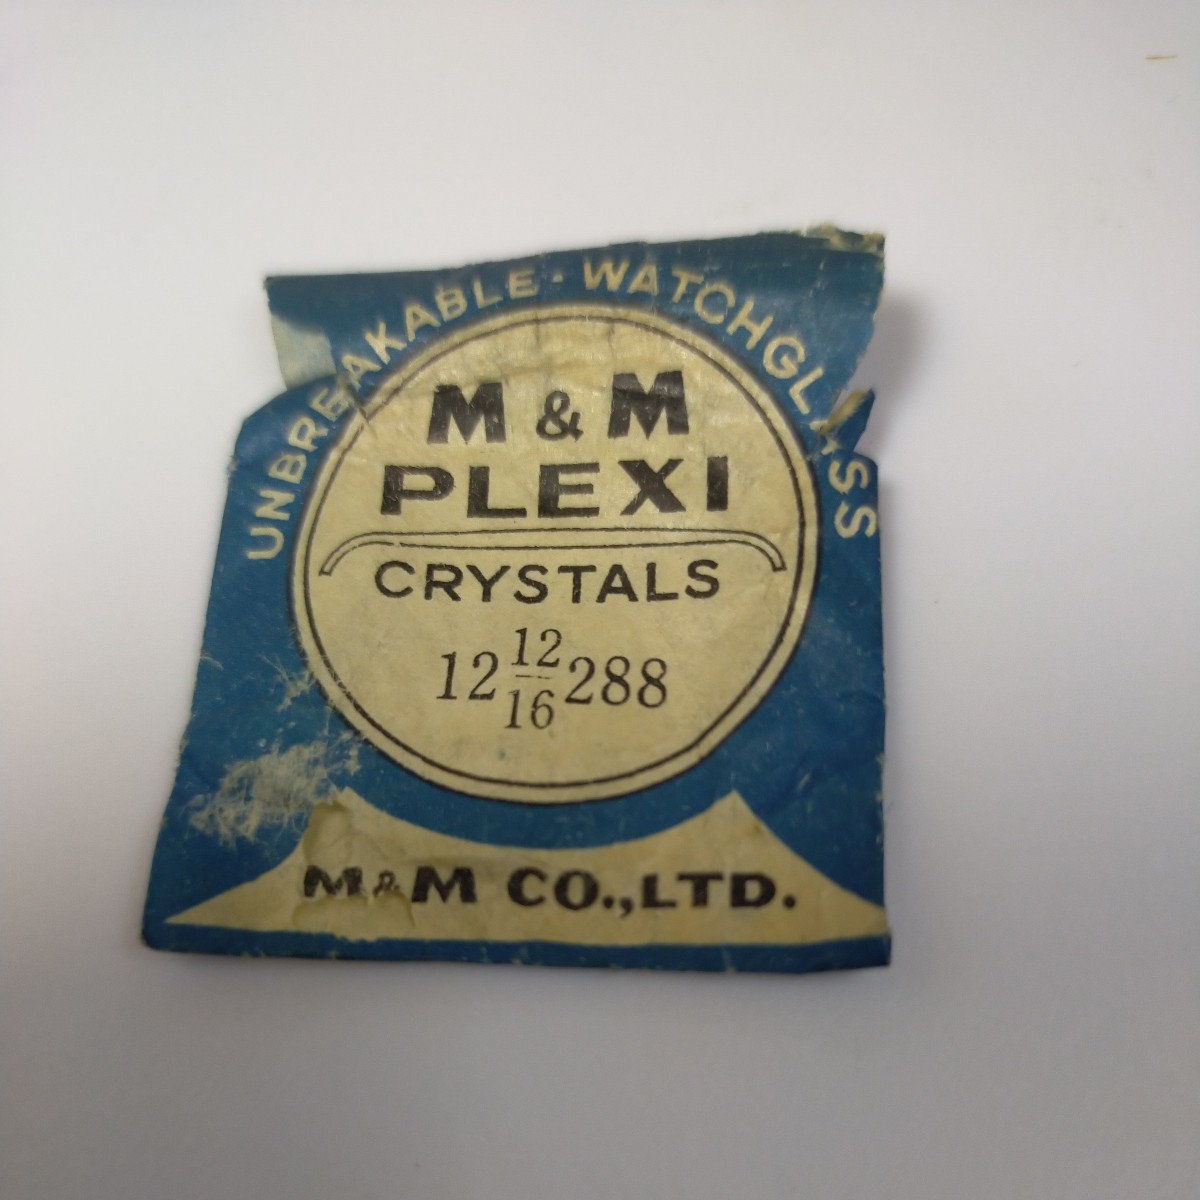 UNBREAKABLE · WATCHGLASS
M & M
PLEXI
CRYSTALS
12 12/16 288
M & M CO., LTD.